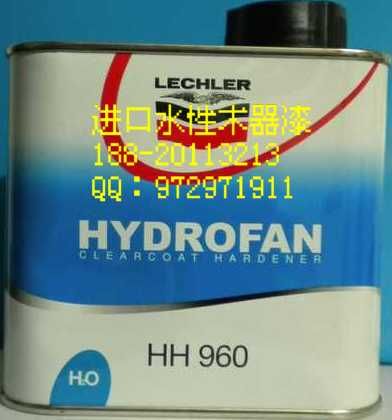 LECHLER
进口水性木器漆
188-20113213
QQ：972971911
HYDROFAN
CLEARCOAT HARDENER
HH 960
H2O